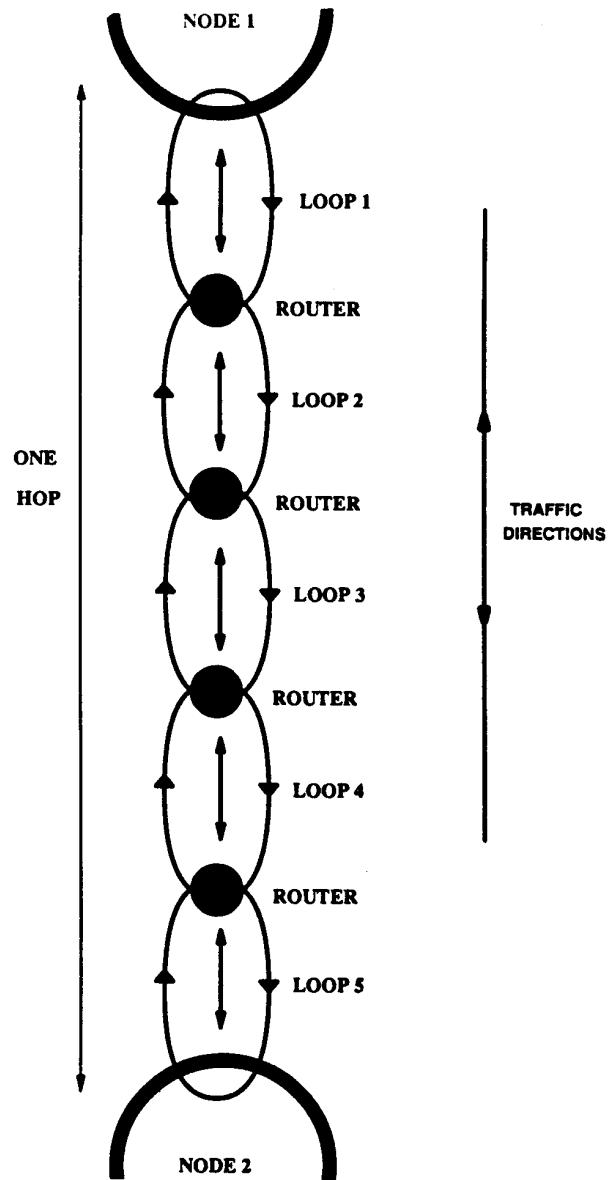 NODE 1
LOOP 1
ROUTER
LOOP 2
ONE
HOP
ROUTER
TRAFFIC
DIRECTIONS
LOOP 3
ROUTER
LOOP 4
ROUTER
LOOP 5
NODE 2